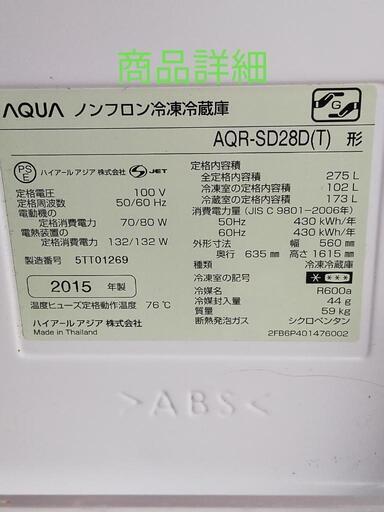 商品詳細
AQUA ノンフロン冷凍冷蔵庫
G
AQR-SD28D(T) 形
PS E ハイアール アジア 株式会社 S JET
定格電圧 100 V
定格周波数 50/60 Hz
電動機の
定格消費電力 70/80 W
電熱装置の
定格消費電力 132/132 W
製造番号 5TT01269
2015 年製
温度ヒューズ定格動作温度 76℃
ハイアール アジア 株式会社
Made in Thailand
定格内容積
全定格内容積 275 L
冷凍室の定格内容積 102 L
冷蔵室の定格内容積 173 L
消費電力量 (JIS C 9801-2006年)
50Hz 430 kWh/年
60Hz 430 kWh/年
外形寸法 幅 560 mm
奥行 635 mm 高さ 1615 mm
種類 冷凍冷蔵庫
冷凍室の記号 * ***
冷媒名 R600a
冷媒封入量 44 g
質量 59 kg
断熱発泡ガス シクロペンタン
2FB6P401476002
>ABS<